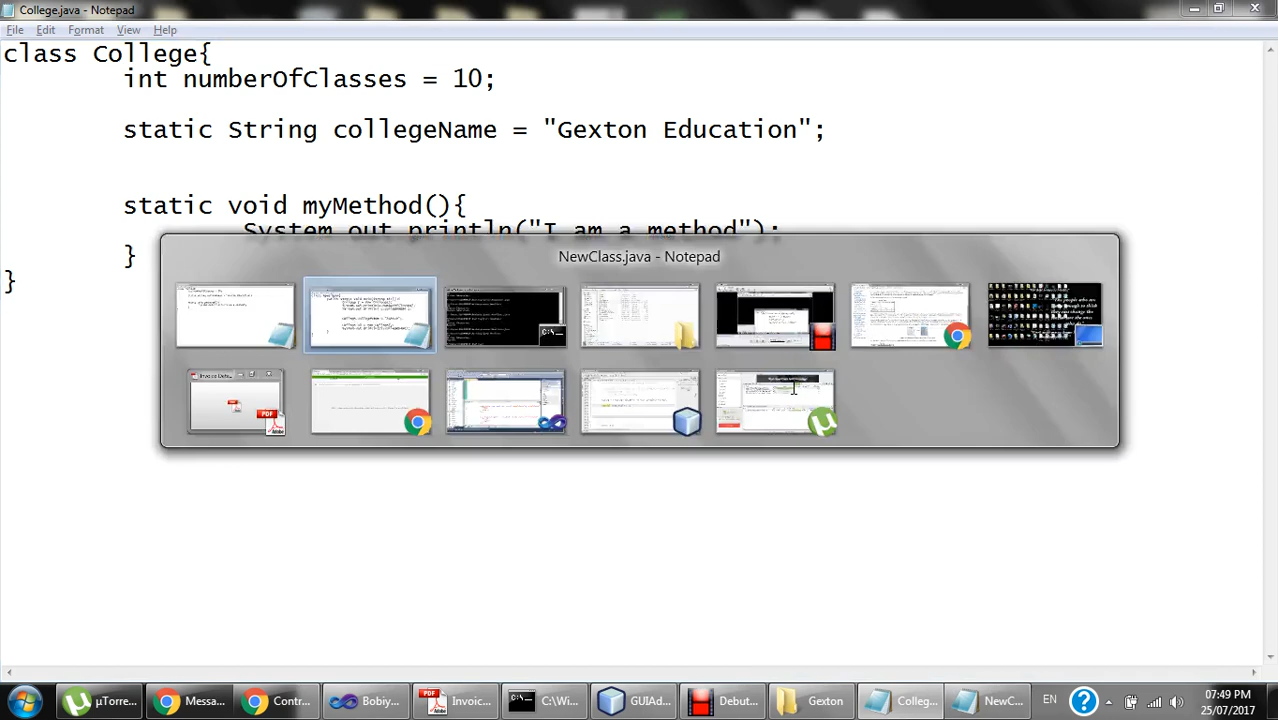 College.java - Notepad
File Edit Format View Help
class College{
int numberOfClasses = 10;
static String collegeName = "Gexton Education";
static void myMethod(){
System.out.println("I am a method");
}
}
NewClass.java - Notepad
µTorre...
Messa...
Contr...
Bobiy...
Invoic...
C:\Wi...
GUIAd...
Debut...
Gexton
Colleg...
NewC...
EN
07:49 PM
25/07/2017